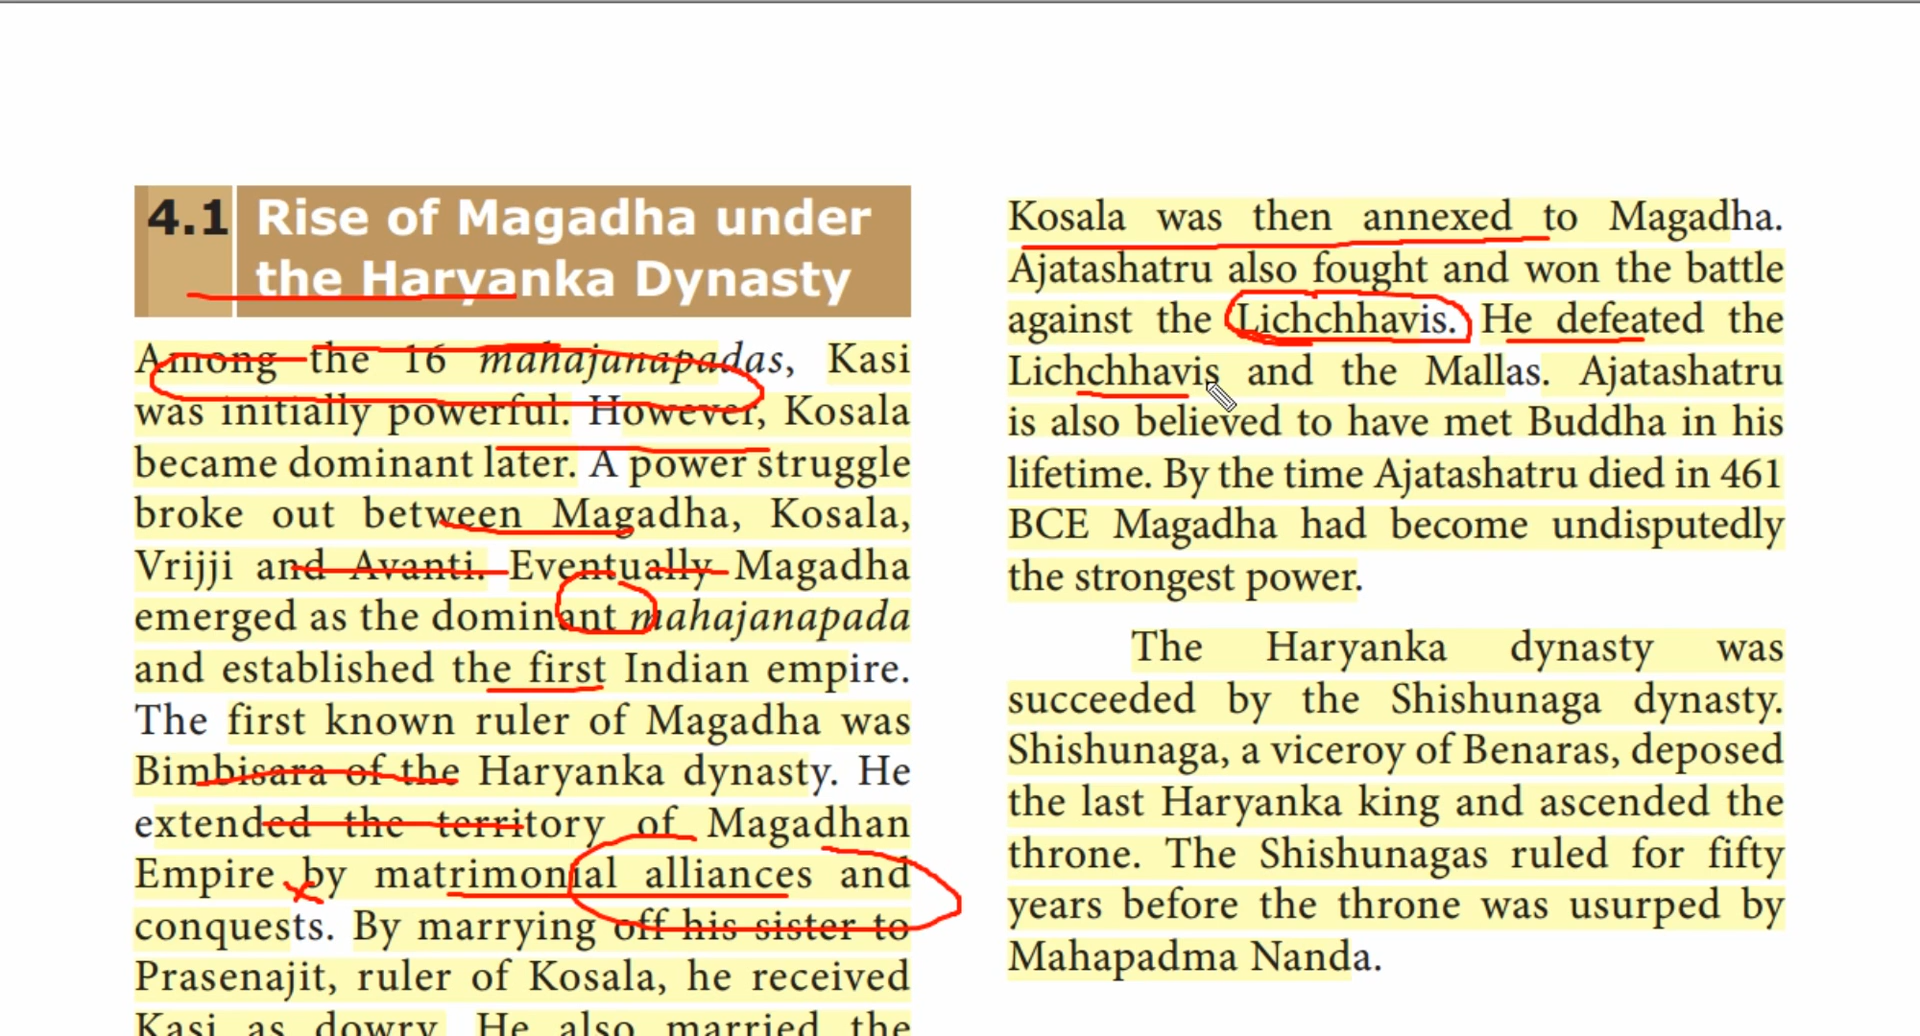 4.1 Rise of Magadha under
the Haryanka Dynasty
Among the 16 mahajanapadas, Kasi
was initially powerful. However, Kosala
became dominant later. A power struggle
broke out between Magadha, Kosala,
Vrijji and Avanti. Eventually Magadha
emerged as the dominant mahajanapada
and established the first Indian empire.
The first known ruler of Magadha was
Bimbisara of the Haryanka dynasty. He
extended the territory of Magadhan
Empire by matrimonial alliances and
conquests. By marrying off his sister to
Prasenajit, ruler of Kosala, he received
Kasi as dowry. He also married the
Kosala was then annexed to Magadha.
Ajatashatru also fought and won the battle
against the Lichchhavis. He defeated the
Lichchhavis and the Mallas. Ajatashatru
is also believed to have met Buddha in his
lifetime. By the time Ajatashatru died in 461
BCE Magadha had become undisputedly
the strongest power.
The Haryanka dynasty was
succeeded by the Shishunaga dynasty.
Shishunaga, a viceroy of Benaras, deposed
the last Haryanka king and ascended the
throne. The Shishunagas ruled for fifty
years before the throne was usurped by
Mahapadma Nanda.